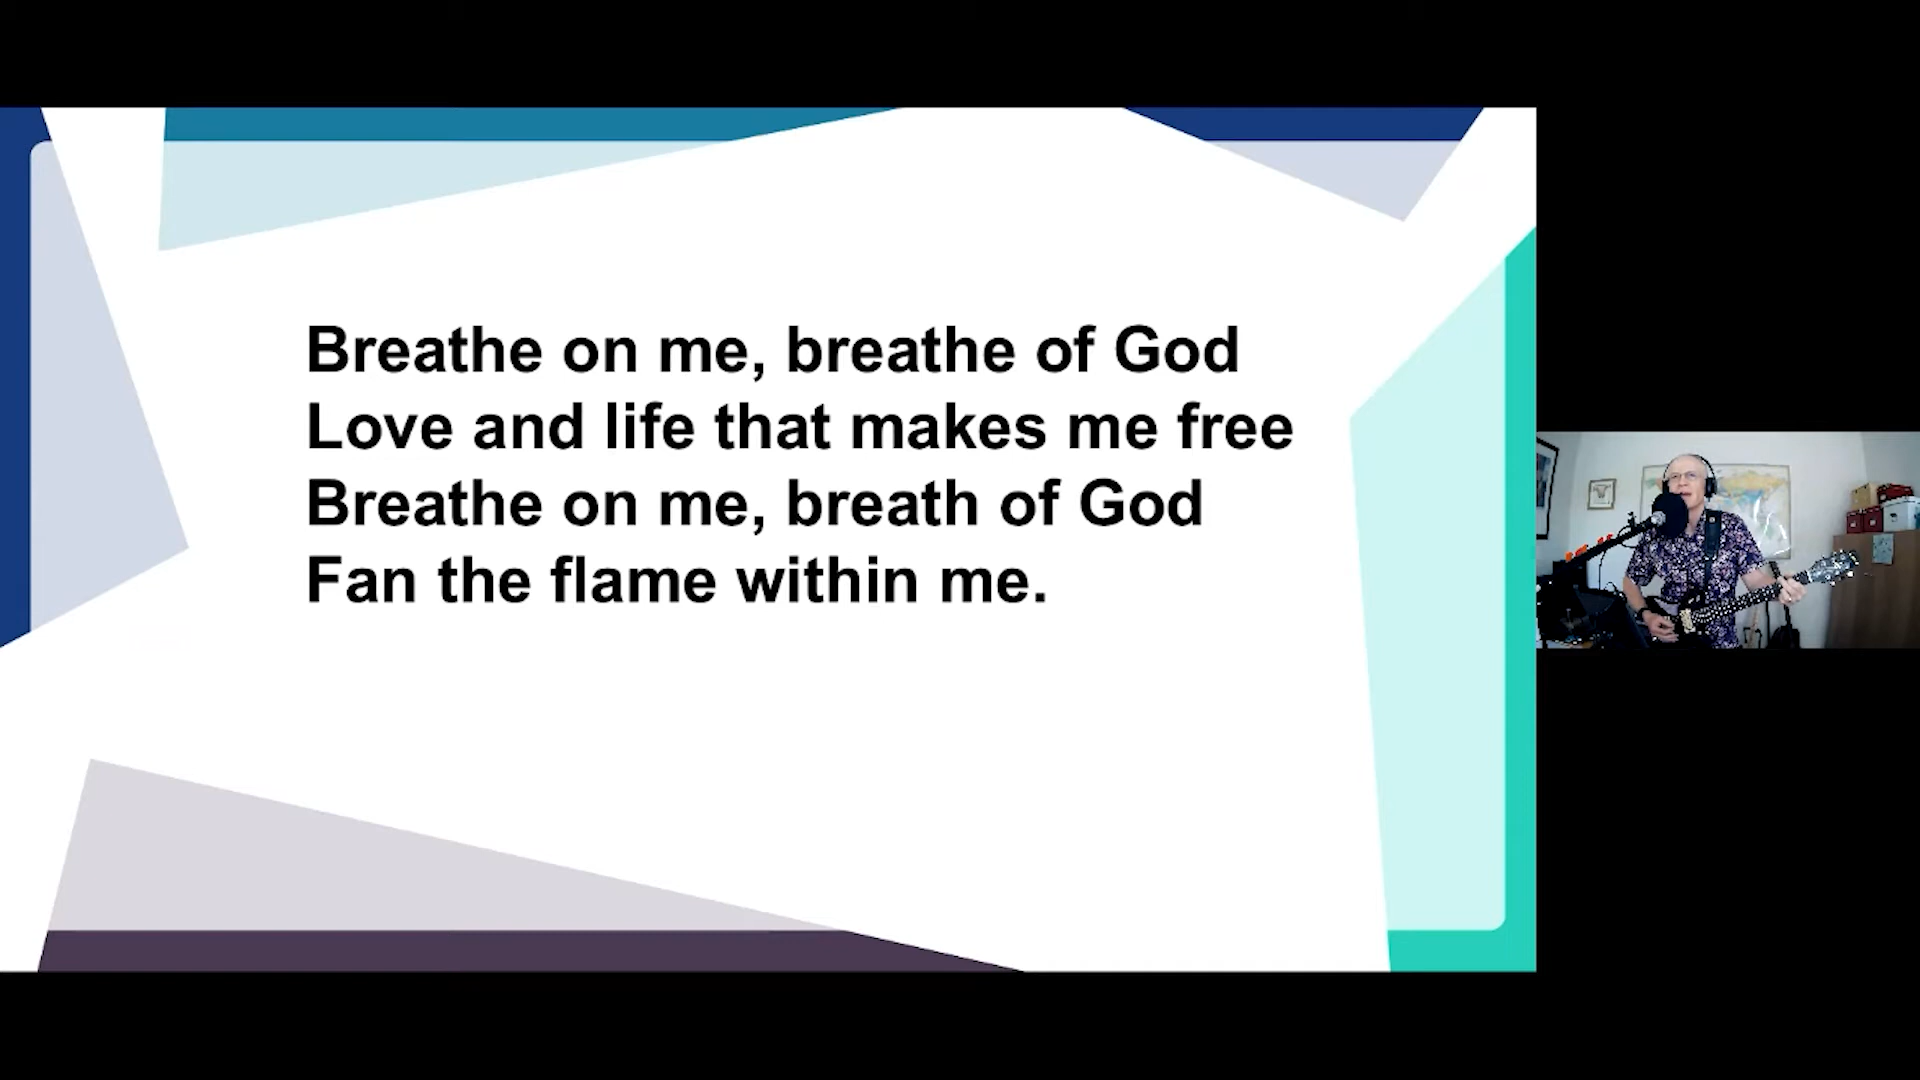 Breathe on me, breathe of God
Love and life that makes me free
Breathe on me, breath of God
Fan the flame within me.